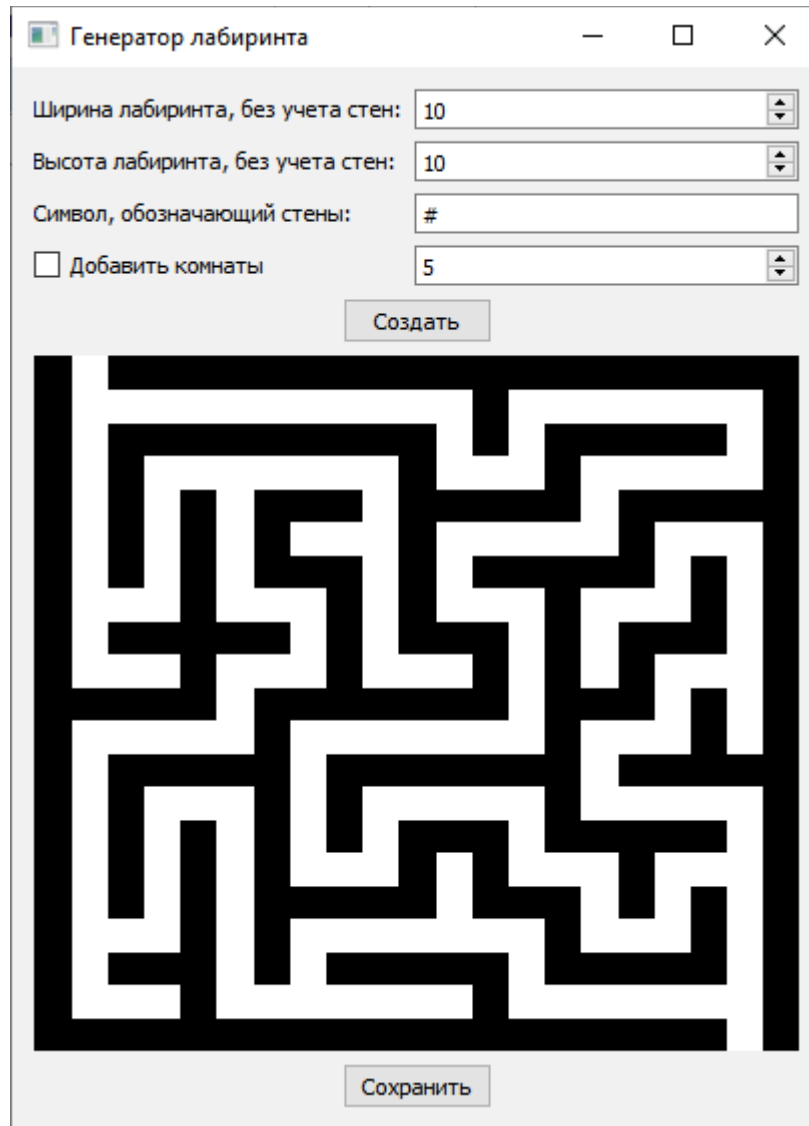 Генератор лабиринта
Ширина лабиринта, без учета стен: 10
Высота лабиринта, без учета стен: 10
Символ, обозначающий стены: #
Добавить комнаты 5
Создать
Сохранить